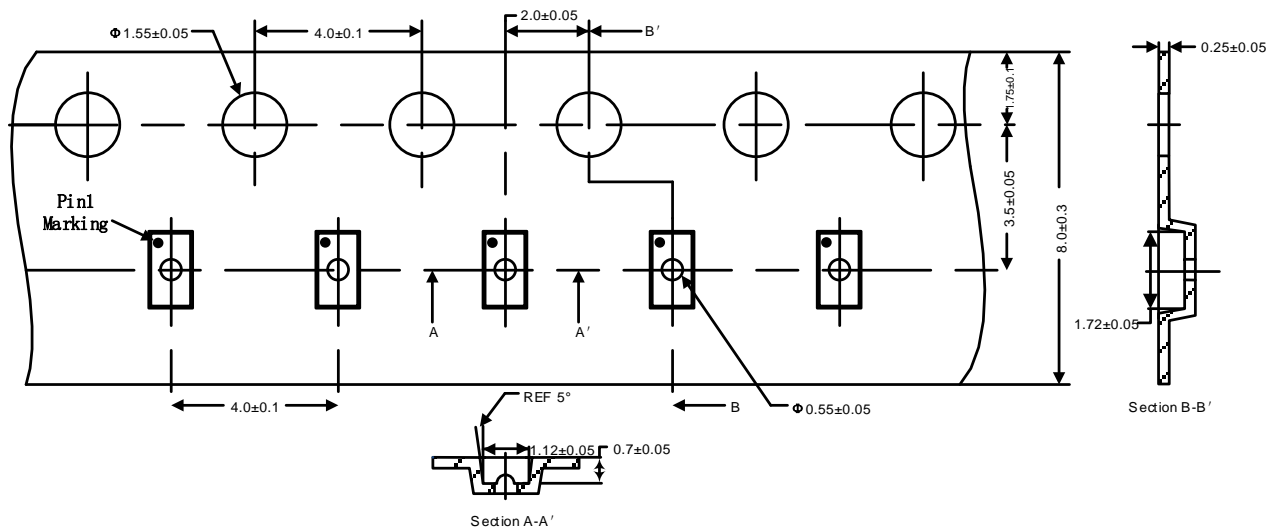 2.0±0.05
Φ1.55±0.05
4.0±0.1
B′
0.25±0.05
1.75±0.1
3.5±0.05
8.0±0.3
Pin1
Marking
A
A′
1.72±0.05
4.0±0.1
B
Φ0.55±0.05
Section B-B′
REF 5°
1.12±0.05
0.7±0.05
Section A-A′